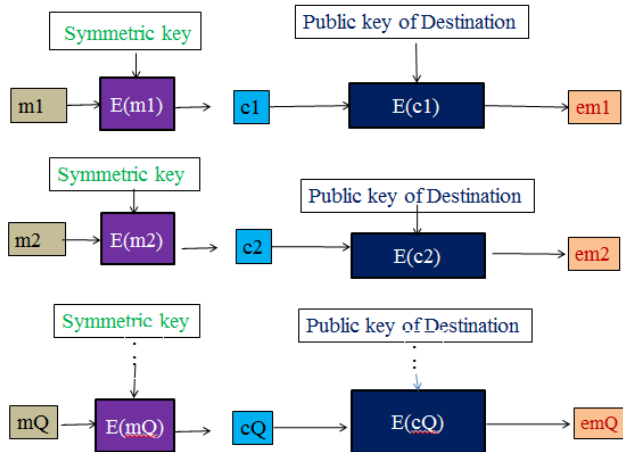 Symmetric key Public key of Destination
m1 E(m1) c1 E(c1) em1
Symmetric key Public key of Destination
m2 E(m2) c2 E(c2) em2
Symmetric key Public key of Destination
mQ E(mQ) cQ E(cQ) emQ